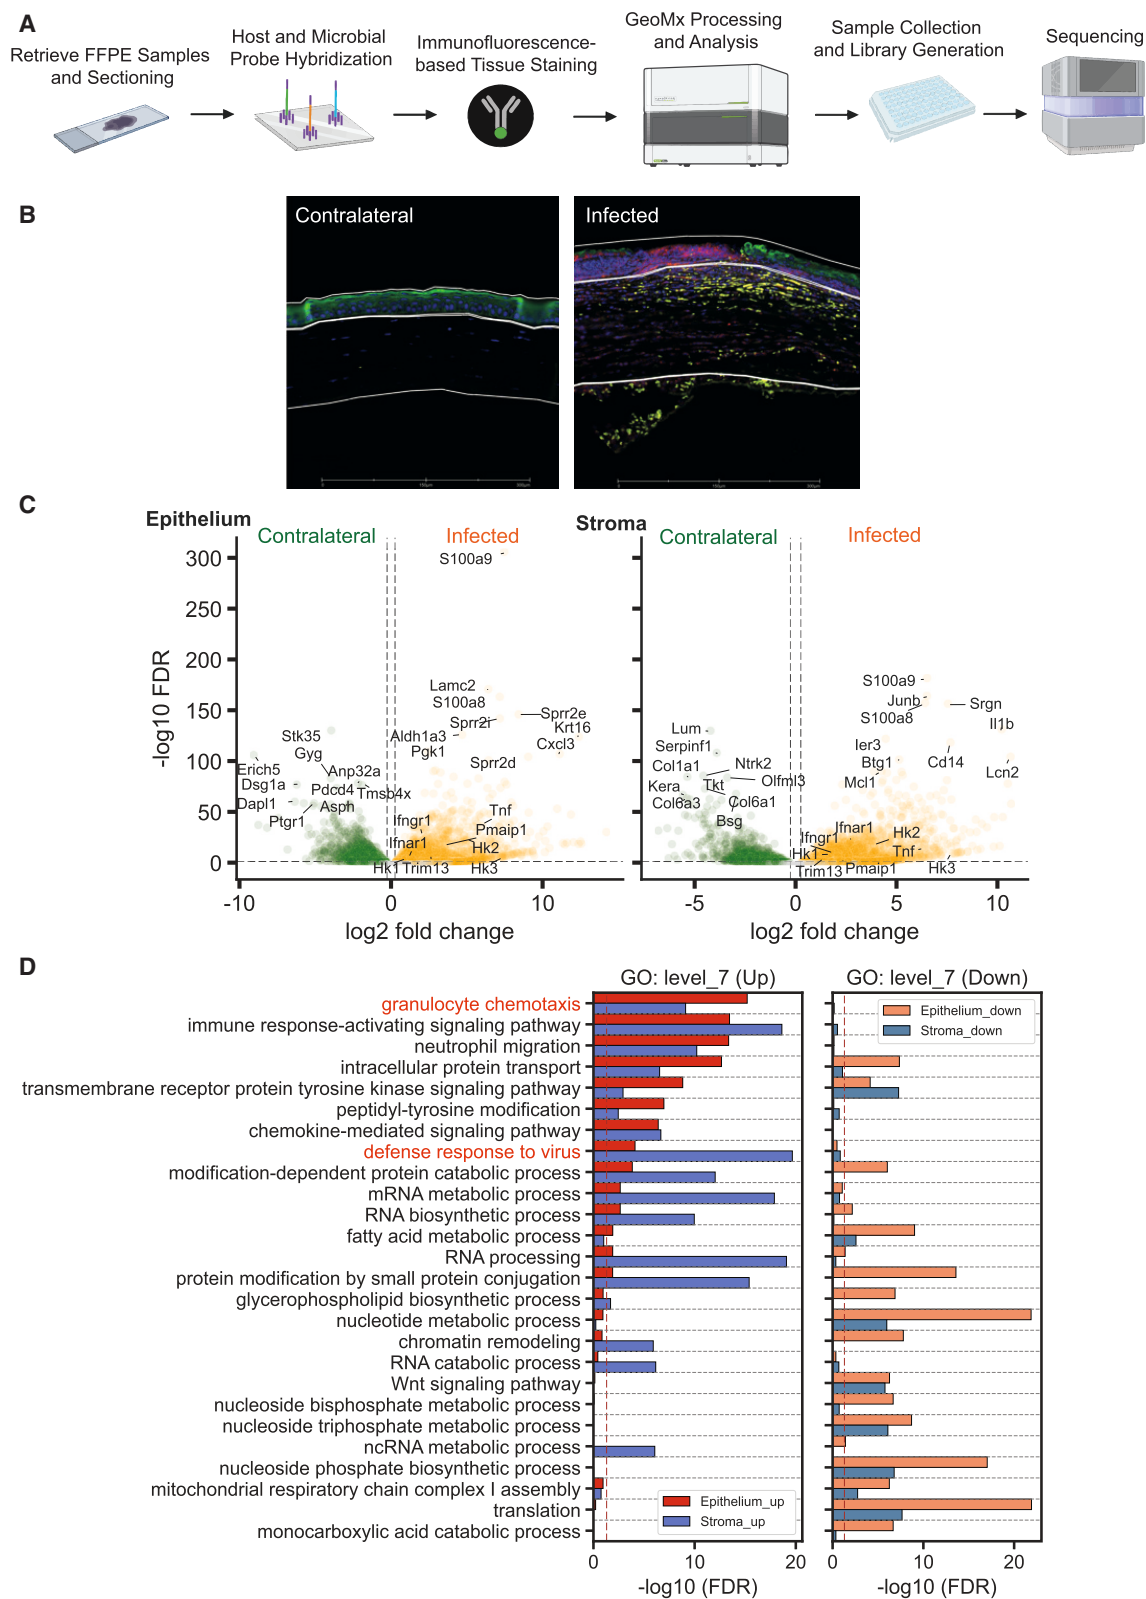 A
Retrieve FFPE Samples
and Sectioning
Host and Microbial
Probe Hybridization
Immunofluorescence-
based Tissue Staining
GeoMx Processing
and Analysis
Sample Collection
and Library Generation
Sequencing
B
Contralateral
Infected
C
Epithelium
Contralateral
Infected
-log10 FDR
300
250
200
150
100
50
0
-10
0
10
log2 fold change
S100a9
Lamc2
S100a8
Sprr2i
Sprr2e
Krt16
Cxcl3
Aldh1a3
Pgk1
Sprr2d
Stk35
Gyg
Erich5
Anp32a
Dsg1a
Pdcd4
Tmsb4x
Dapl1
Asph
Ptgr1
Tnf
Ifngr1
Pmaip1
Ifnar1
Hk2
Hk1
Trim13
Hk3
Stroma
Contralateral
Infected
-5
0
5
10
log2 fold change
S100a9
Junb
Srgn
S100a8
Il1b
Lum
Ier3
Serpinf1
Btg1
Cd14
Col1a1
Ntrk2
Lcn2
Olfml3
Mcl1
Kera
Tkt
Col6a3
Col6a1
Bsg
Ifnar1
Ifngr1
Hk2
Hk1
Tnf
Trim13
Pmaip1
Hk3
D
GO: level_7 (Up)
GO: level_7 (Down)
granulocyte chemotaxis
immune response-activating signaling pathway
neutrophil migration
intracellular protein transport
transmembrane receptor protein tyrosine kinase signaling pathway
peptidyl-tyrosine modification
chemokine-mediated signaling pathway
defense response to virus
modification-dependent protein catabolic process
mRNA metabolic process
RNA biosynthetic process
fatty acid metabolic process
RNA processing
protein modification by small protein conjugation
glycerophospholipid biosynthetic process
nucleotide metabolic process
chromatin remodeling
RNA catabolic process
Wnt signaling pathway
nucleoside bisphosphate metabolic process
nucleoside triphosphate metabolic process
ncRNA metabolic process
nucleoside phosphate biosynthetic process
mitochondrial respiratory chain complex I assembly
translation
monocarboxylic acid catabolic process
Epithelium_up
Stroma_up
Epithelium_down
Stroma_down
0
10
20
-log10 (FDR)
0
10
20
-log10 (FDR)